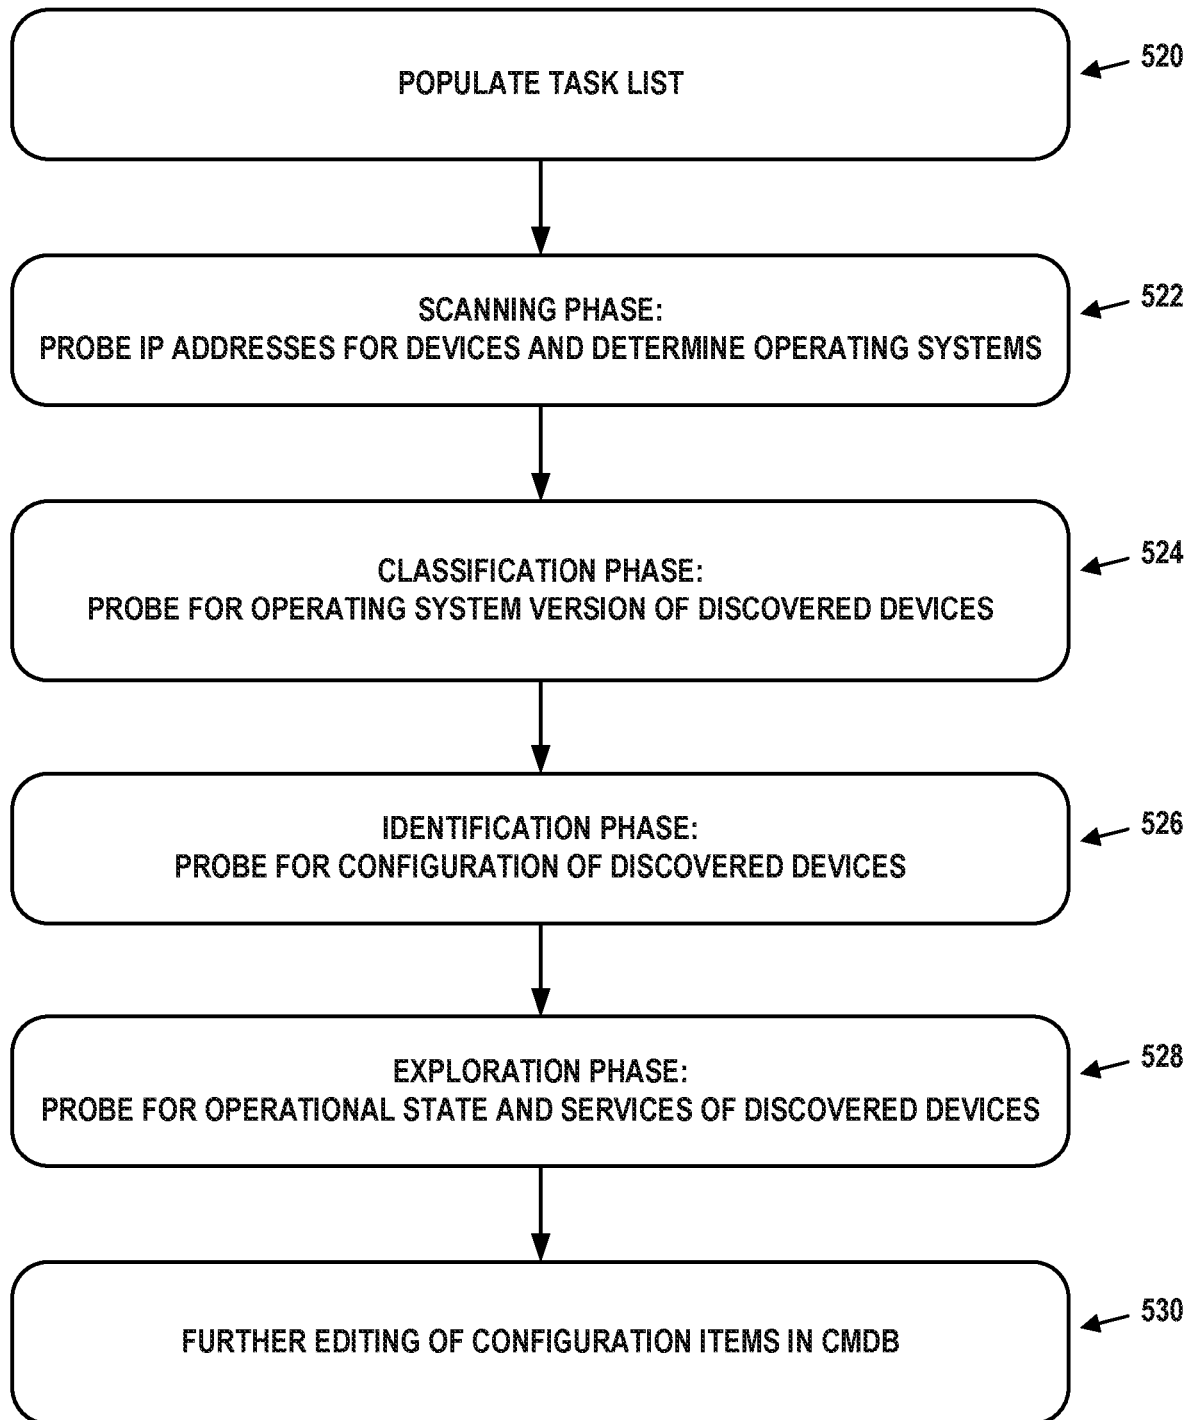 POPULATE TASK LIST
520
SCANNING PHASE:
PROBE IP ADDRESSES FOR DEVICES AND DETERMINE OPERATING SYSTEMS
522
CLASSIFICATION PHASE:
PROBE FOR OPERATING SYSTEM VERSION OF DISCOVERED DEVICES
524
IDENTIFICATION PHASE:
PROBE FOR CONFIGURATION OF DISCOVERED DEVICES
526
EXPLORATION PHASE:
PROBE FOR OPERATIONAL STATE AND SERVICES OF DISCOVERED DEVICES
528
FURTHER EDITING OF CONFIGURATION ITEMS IN CMDB
530